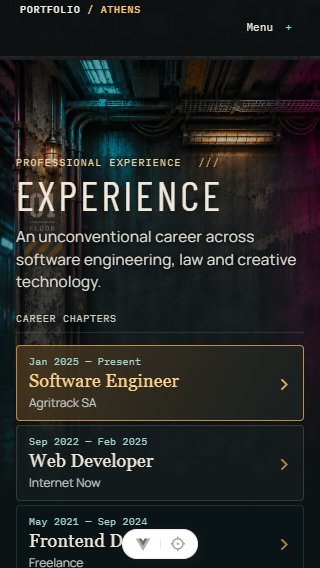 PORTFOLIO / ATHENS
Menu +
PROFESSIONAL EXPERIENCE ///
EXPERIENCE
FLOOR
An unconventional career across
software engineering, law and creative
technology.
CAREER CHAPTERS
Jan 2025 — Present
Software Engineer
Agritrack SA
Sep 2022 — Feb 2025
Web Developer
Internet Now
May 2021 — Sep 2024
Frontend D
Freelance